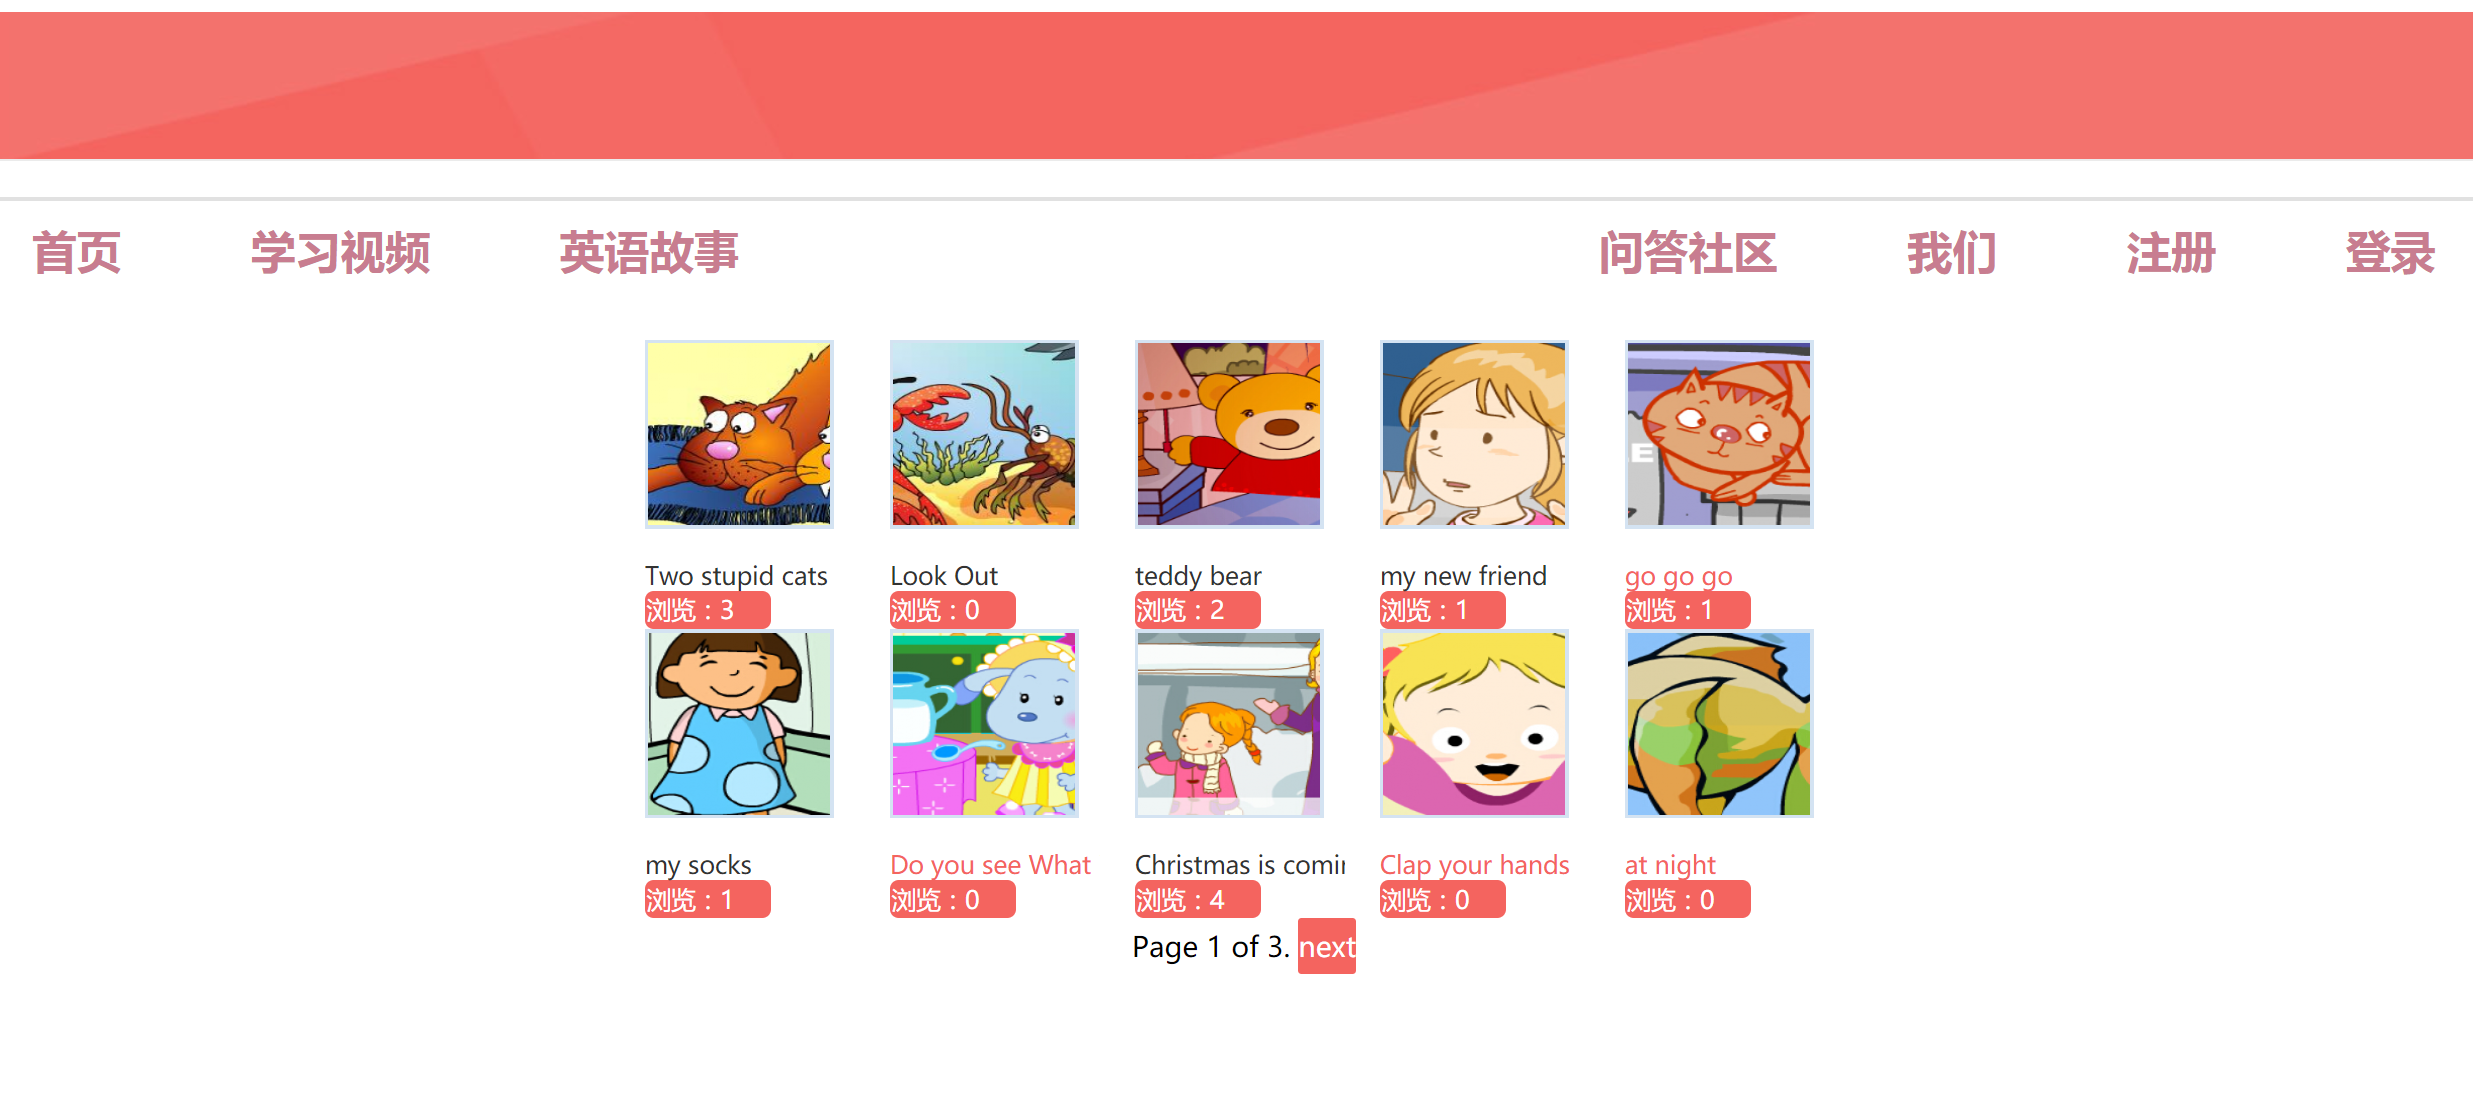 首页 学习视频 英语故事 问答社区 我们 注册 登录
E
Two stupid cats Look Out teddy bear my new friend go go go
浏览：3 浏览：0 浏览：2 浏览：1 浏览：1
my socks Do you see What Christmas is comin Clap your hands at night
浏览：1 浏览：0 浏览：4 浏览：0 浏览：0
Page 1 of 3. next